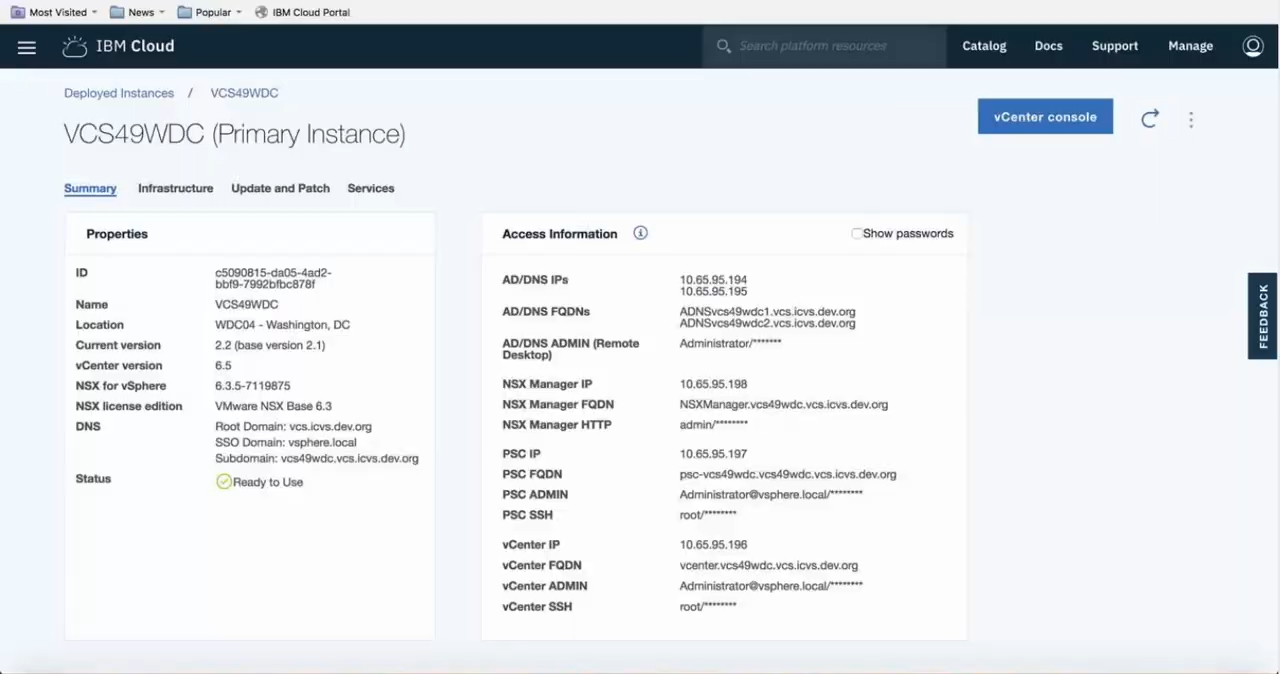 Most Visited News Popular IBM Cloud Portal
IBM Cloud Search platform resources Catalog Docs Support Manage
Deployed Instances / VCS49WDC
VCS49WDC (Primary Instance)
vCenter console
Summary Infrastructure Update and Patch Services
Properties
ID c5090815-da05-4ad2-
bbf9-7992bfbc878f
Name VCS49WDC
Location WDC04 - Washington, DC
Current version 2.2 (base version 2.1)
vCenter version 6.5
NSX for vSphere 6.3.5-7119875
NSX license edition VMware NSX Base 6.3
DNS Root Domain: vcs.icvs.dev.org
SSO Domain: vsphere.local
Subdomain: vcs49wdc.vcs.icvs.dev.org
Status Ready to Use
Access Information Show passwords
AD/DNS IPs 10.65.95.194
10.65.95.195
AD/DNS FQDNs ADNSvcs49wdc1.vcs.icvs.dev.org
ADNSvcs49wdc2.vcs.icvs.dev.org
AD/DNS ADMIN (Remote Administrator/*******
Desktop)
NSX Manager IP 10.65.95.198
NSX Manager FQDN NSXManager.vcs49wdc.vcs.icvs.dev.org
NSX Manager HTTP admin/********
PSC IP 10.65.95.197
PSC FQDN psc-vcs49wdc.vcs49wdc.vcs.icvs.dev.org
PSC ADMIN Administrator@vsphere.local/********
PSC SSH root/********
vCenter IP 10.65.95.196
vCenter FQDN vcenter.vcs49wdc.vcs.icvs.dev.org
vCenter ADMIN Administrator@vsphere.local/********
vCenter SSH root/********
FEEDBACK